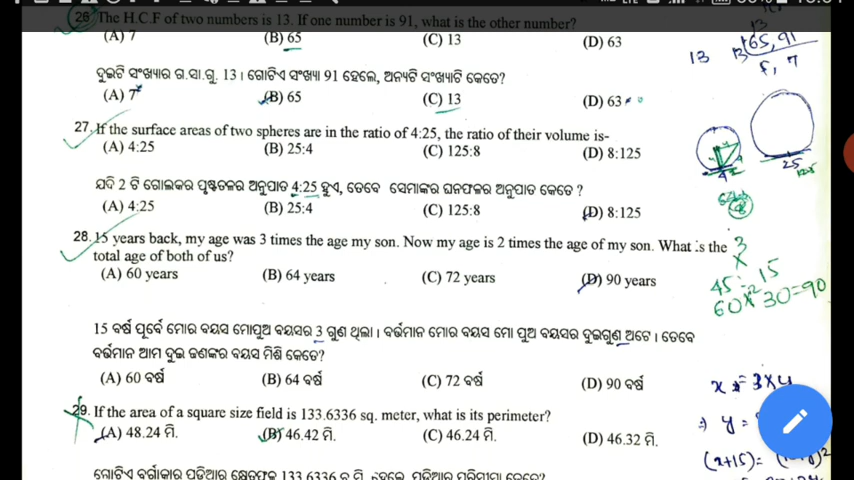 26. The H.C.F of two numbers is 13. If one number is 91, what is the other number?
(A) 7 (B) 65 (C) 13 (D) 63
ଦୁଇଟି ସଂଖ୍ୟାର ଗ.ସା.ଗୁ. 13 । ଗୋଟିଏ ସଂଖ୍ୟା 91 ହେଲେ, ଅନ୍ୟଟି ସଂଖ୍ୟାଟି କେତେ?
(A) 7 (B) 65 (C) 13 (D) 63
27. If the surface areas of two spheres are in the ratio of 4:25, the ratio of their volume is-
(A) 4:25 (B) 25:4 (C) 125:8 (D) 8:125
ଯଦି 2 ଟି ଗୋଲକର ପୃଷ୍ଠତଳର ଅନୁପାତ 4:25 ହୁଏ, ତେବେ ସେମାଙ୍କର ଘନଫଳର ଅନୁପାତ କେତେ ?
(A) 4:25 (B) 25:4 (C) 125:8 (D) 8:125
28. 15 years back, my age was 3 times the age my son. Now my age is 2 times the age of my son. What is the
total age of both of us?
(A) 60 years (B) 64 years (C) 72 years (D) 90 years
15 ବର୍ଷ ପୂର୍ବେ ମୋର ବୟସ ମୋପୁଅ ବୟସର 3 ଗୁଣ ଥିଲା । ବର୍ତ୍ତମାନ ମୋର ବୟସ ମୋ ପୁଅ ବୟସର ଦୁଇଗୁଣ ଅଟେ । ତେବେ
ବର୍ତ୍ତମାନ ଆମ ଦୁଇ ଜଣଙ୍କର ବୟସ ମିଶି କେତେ?
(A) 60 ବର୍ଷ (B) 64 ବର୍ଷ (C) 72 ବର୍ଷ (D) 90 ବର୍ଷ
29. If the area of a square size field is 133.6336 sq. meter, what is its perimeter?
(A) 48.24 ମି. (B) 46.42 ମି. (C) 46.24 ମି. (D) 46.32 ମି.
13
13 65, 91
7
4 25
3
45 15
60 ×2 30=90